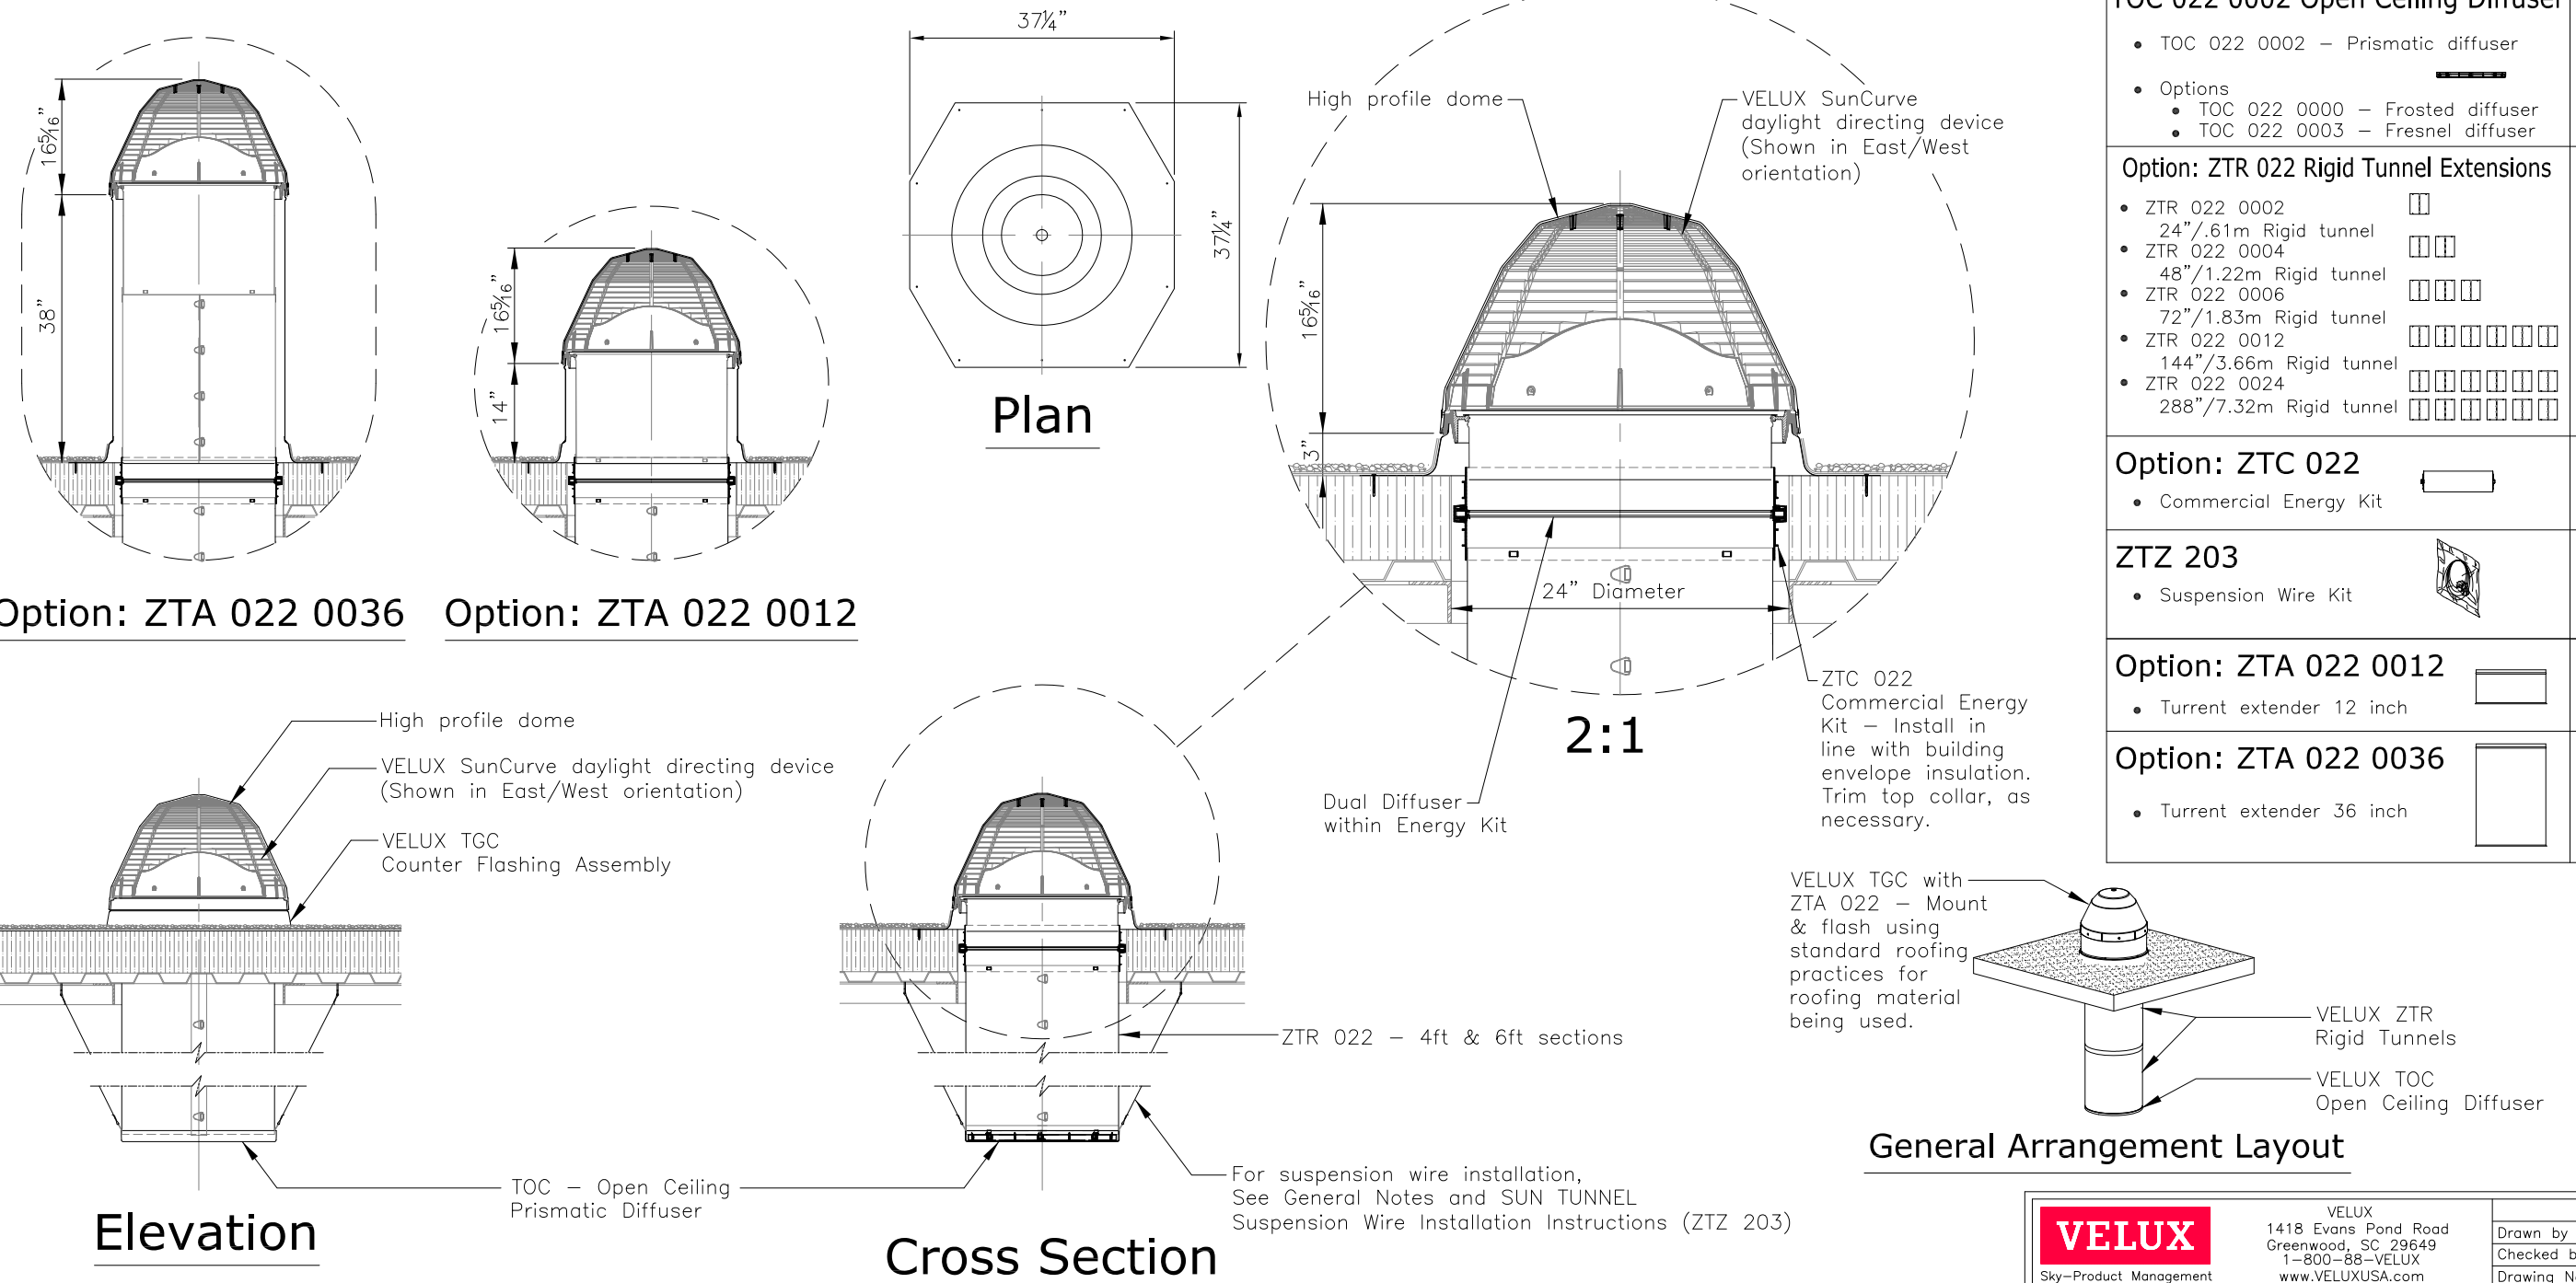 16 5/16"
38"
Option: ZTA 022 0036
16 5/16"
14"
Option: ZTA 022 0012
37¼"
37¼"
Plan
High profile dome
VELUX SunCurve
daylight directing device
(Shown in East/West
orientation)
16 5/16"
3"
24" Diameter
2:1
Dual Diffuser
within Energy Kit
ZTC 022
Commercial Energy
Kit – Install in
line with building
envelope insulation.
Trim top collar, as
necessary.
TOC 022 0002 Open Ceiling Diffuser
• TOC 022 0002 – Prismatic diffuser
• Options
• TOC 022 0000 – Frosted diffuser
• TOC 022 0003 – Fresnel diffuser
Option: ZTR 022 Rigid Tunnel Extensions
• ZTR 022 0002
24"/.61m Rigid tunnel
• ZTR 022 0004
48"/1.22m Rigid tunnel
• ZTR 022 0006
72"/1.83m Rigid tunnel
• ZTR 022 0012
144"/3.66m Rigid tunnel
• ZTR 022 0024
288"/7.32m Rigid tunnel
Option: ZTC 022
• Commercial Energy Kit
ZTZ 203
• Suspension Wire Kit
Option: ZTA 022 0012
• Turrent extender 12 inch
Option: ZTA 022 0036
• Turrent extender 36 inch
High profile dome
VELUX SunCurve daylight directing device
(Shown in East/West orientation)
VELUX TGC
Counter Flashing Assembly
TOC – Open Ceiling
Prismatic Diffuser
Elevation
ZTR 022 – 4ft & 6ft sections
For suspension wire installation,
See General Notes and SUN TUNNEL
Suspension Wire Installation Instructions (ZTZ 203)
Cross Section
VELUX TGC with
ZTA 022 – Mount
& flash using
standard roofing
practices for
roofing material
being used.
VELUX ZTR
Rigid Tunnels
VELUX TOC
Open Ceiling Diffuser
General Arrangement Layout
VELUX
Sky–Product Management
VELUX
1418 Evans Pond Road
Greenwood, SC 29649
1–800–88–VELUX
www.VELUXUSA.com
Drawn by
Checked b
Drawing N